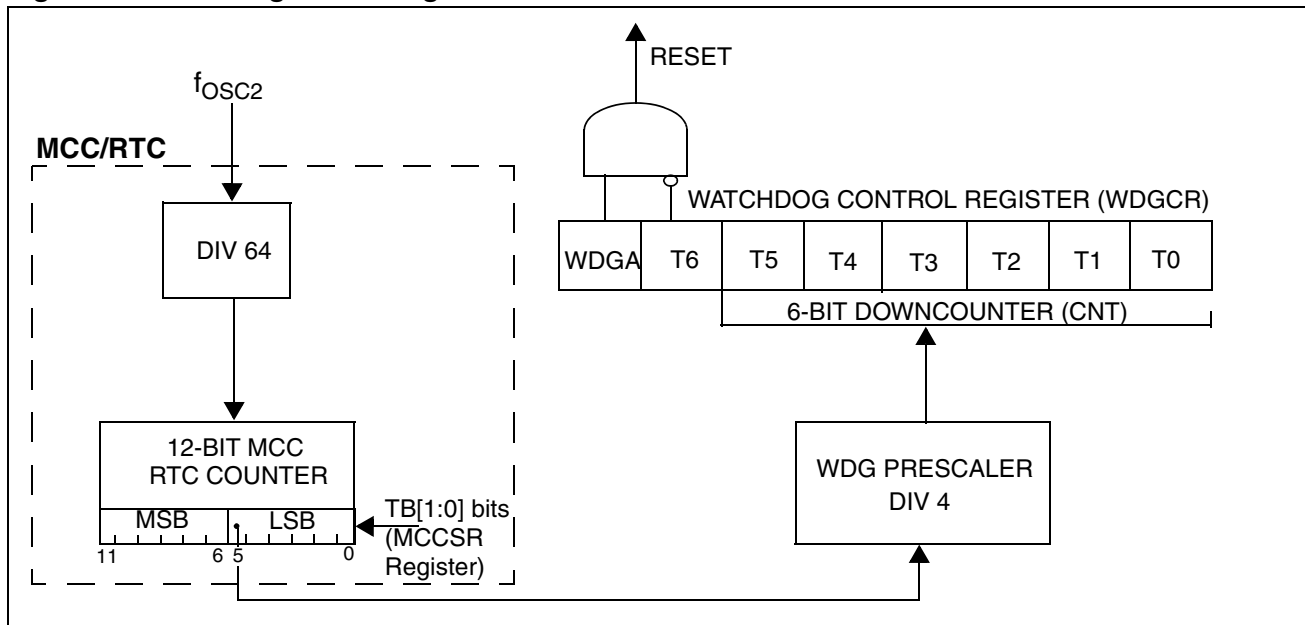 RESET
fOSC2
MCC/RTC
DIV 64
WATCHDOG CONTROL REGISTER (WDGCR)
WDGA T6 T5 T4 T3 T2 T1 T0
6-BIT DOWNCOUNTER (CNT)
12-BIT MCC
RTC COUNTER
MSB LSB
11 6 5 0
TB[1:0] bits
(MCCSR
Register)
WDG PRESCALER
DIV 4